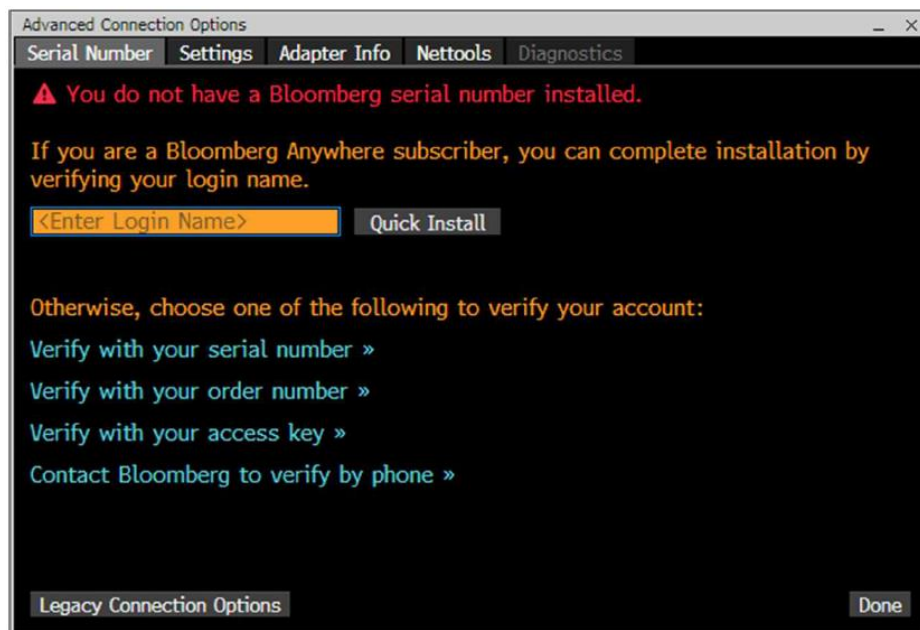 Advanced Connection Options
Serial Number Settings Adapter Info Nettools Diagnostics
You do not have a Bloomberg serial number installed.
If you are a Bloomberg Anywhere subscriber, you can complete installation by
verifying your login name.
<Enter Login Name> Quick Install
Otherwise, choose one of the following to verify your account:
Verify with your serial number »
Verify with your order number »
Verify with your access key »
Contact Bloomberg to verify by phone »
Legacy Connection Options Done